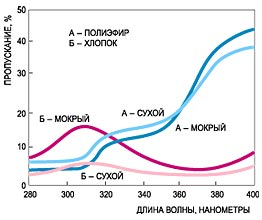 ПРОПУСКАНИЕ, %
50
40
30
20
10
0
А – ПОЛИЭФИР
Б – ХЛОПОК
Б – МОКРЫЙ
А – СУХОЙ
А – МОКРЫЙ
Б – СУХОЙ
280 300 320 340 360 380 400
ДЛИНА ВОЛНЫ, НАНОМЕТРЫ